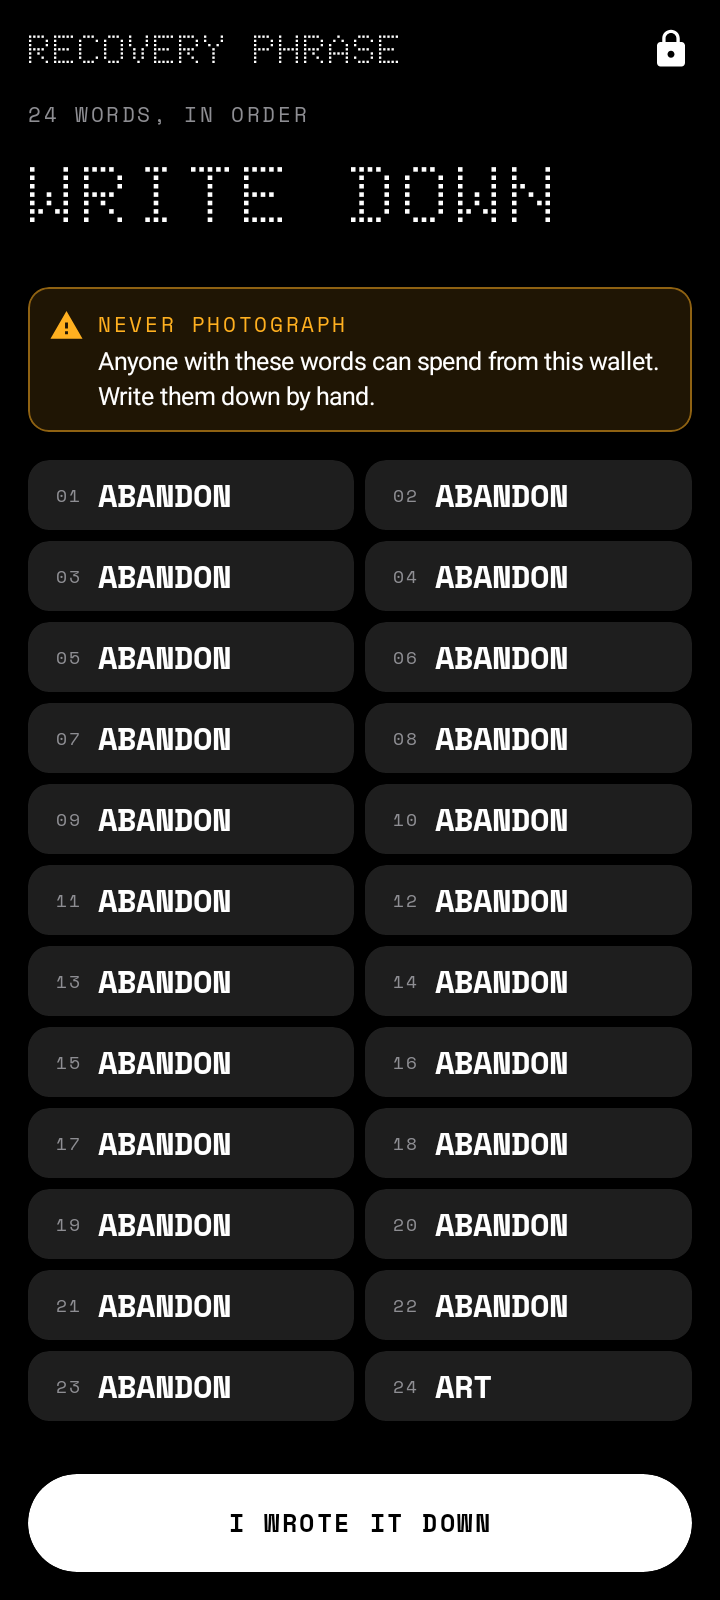 RECOVERY PHRASE
24 WORDS, IN ORDER
WRITE DOWN
NEVER PHOTOGRAPH
Anyone with these words can spend from this wallet.
Write them down by hand.
01 ABANDON
02 ABANDON
03 ABANDON
04 ABANDON
05 ABANDON
06 ABANDON
07 ABANDON
08 ABANDON
09 ABANDON
10 ABANDON
11 ABANDON
12 ABANDON
13 ABANDON
14 ABANDON
15 ABANDON
16 ABANDON
17 ABANDON
18 ABANDON
19 ABANDON
20 ABANDON
21 ABANDON
22 ABANDON
23 ABANDON
24 ART
I WROTE IT DOWN